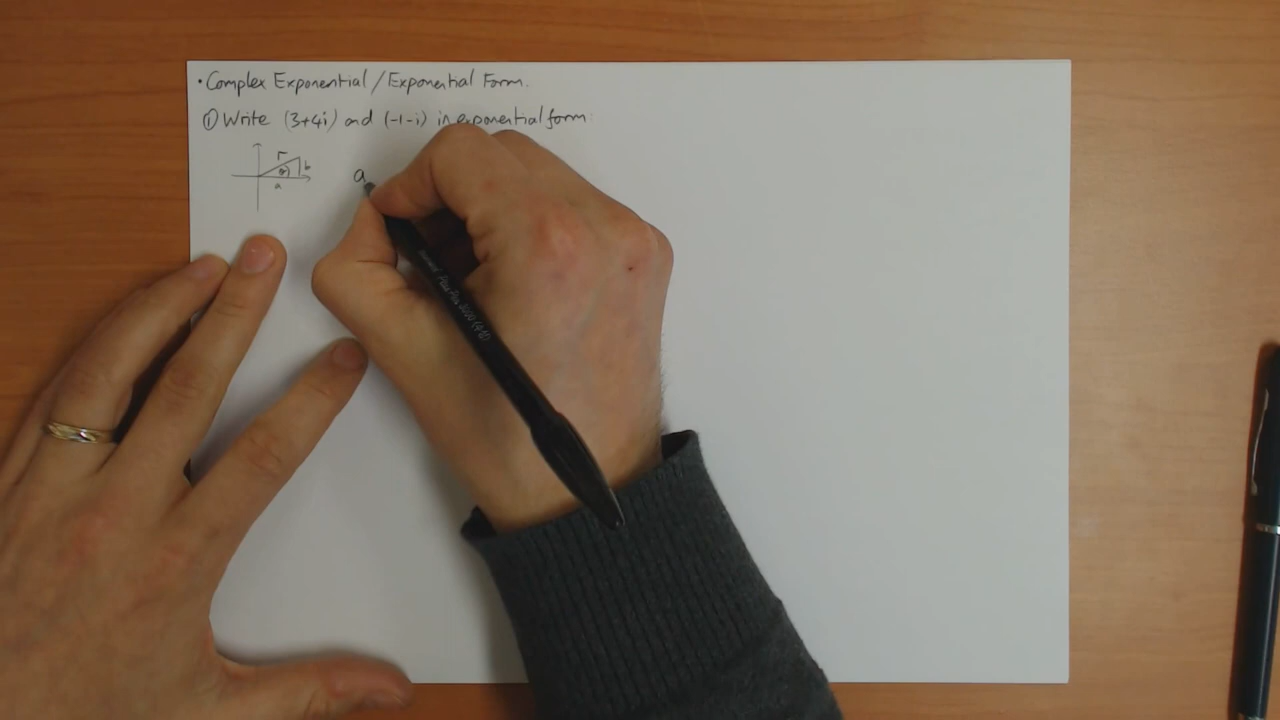 • Complex Exponential / Exponential Form.
① Write (3+4i) and (-1-i) in exponential form:
r
θ
b
a
a